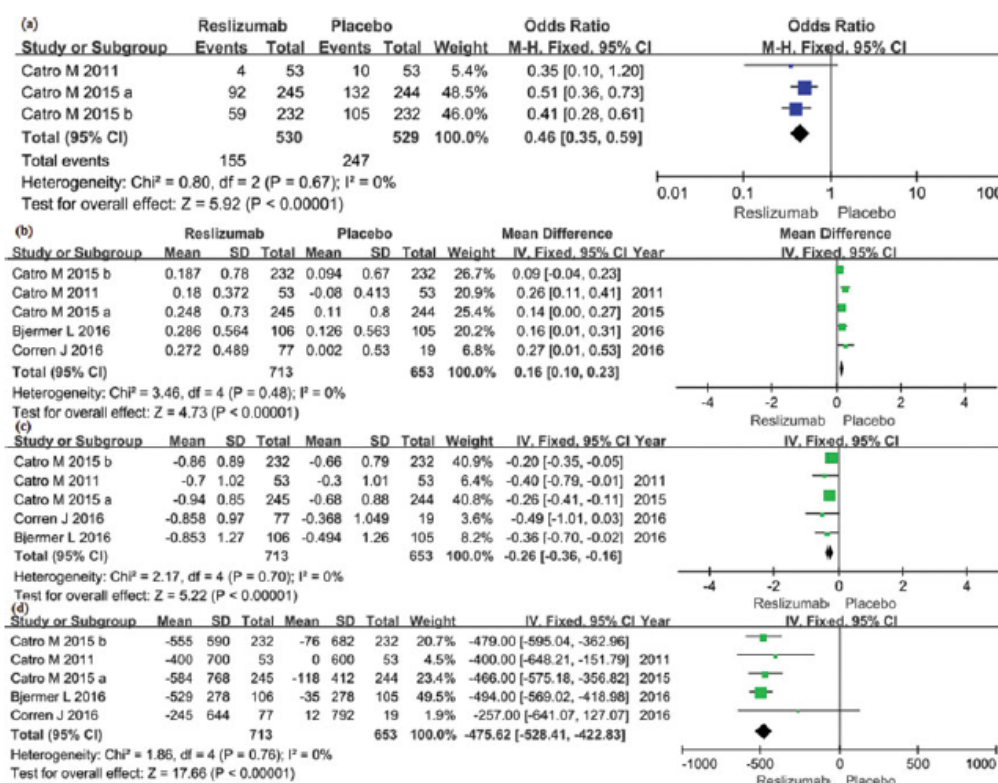 (a) Reslizumab Placebo Odds Ratio Odds Ratio
Study or Subgroup Events Total Events Total Weight M-H, Fixed, 95% CI M-H, Fixed, 95% CI
Catro M 2011 4 53 10 53 5.4% 0.35 [0.10, 1.20]
Catro M 2015 a 92 245 132 244 48.5% 0.51 [0.36, 0.73]
Catro M 2015 b 59 232 105 232 46.0% 0.41 [0.28, 0.61]
Total (95% CI) 530 529 100.0% 0.46 [0.35, 0.59]
Total events 155 247
Heterogeneity: Chi² = 0.80, df = 2 (P = 0.67); I² = 0%
Test for overall effect: Z = 5.92 (P < 0.00001)
0.01 0.1 1 10 100
Reslizumab Placebo
(b) Reslizumab Placebo Mean Difference Mean Difference
Study or Subgroup Mean SD Total Mean SD Total Weight IV, Fixed, 95% CI Year IV, Fixed, 95% CI
Catro M 2015 b 0.187 0.78 232 0.094 0.67 232 26.7% 0.09 [-0.04, 0.23]
Catro M 2011 0.18 0.372 53 -0.08 0.413 53 20.9% 0.26 [0.11, 0.41] 2011
Catro M 2015 a 0.248 0.73 245 0.11 0.8 244 25.4% 0.14 [0.00, 0.27] 2015
Bjermer L 2016 0.286 0.564 106 0.126 0.563 105 20.2% 0.16 [0.01, 0.31] 2016
Corren J 2016 0.272 0.489 77 0.002 0.53 19 6.8% 0.27 [0.01, 0.53] 2016
Total (95% CI) 713 653 100.0% 0.16 [0.10, 0.23]
Heterogeneity: Chi² = 3.46, df = 4 (P = 0.48); I² = 0%
Test for overall effect: Z = 4.73 (P < 0.00001)
-4 -2 0 2 4
Reslizumab Placebo
(c)
Study or Subgroup Mean SD Total Mean SD Total Weight IV, Fixed, 95% CI Year IV, Fixed, 95% CI
Catro M 2015 b -0.86 0.89 232 -0.66 0.79 232 40.9% -0.20 [-0.35, -0.05]
Catro M 2011 -0.7 1.02 53 -0.3 1.01 53 6.4% -0.40 [-0.79, -0.01] 2011
Catro M 2015 a -0.94 0.85 245 -0.68 0.88 244 40.8% -0.26 [-0.41, -0.11] 2015
Corren J 2016 -0.858 0.97 77 -0.368 1.049 19 3.6% -0.49 [-1.01, 0.03] 2016
Bjermer L 2016 -0.853 1.27 106 -0.494 1.26 105 8.2% -0.36 [-0.70, -0.02] 2016
Total (95% CI) 713 653 100.0% -0.26 [-0.36, -0.16]
Heterogeneity: Chi² = 2.17, df = 4 (P = 0.70); I² = 0%
Test for overall effect: Z = 5.22 (P < 0.00001)
-4 -2 0 2 4
Reslizumab Placebo
(d)
Study or Subgroup Mean SD Total Mean SD Total Weight IV, Fixed, 95% CI Year IV, Fixed, 95% CI
Catro M 2015 b -555 590 232 -76 682 232 20.7% -479.00 [-595.04, -362.96]
Catro M 2011 -400 700 53 0 600 53 4.5% -400.00 [-648.21, -151.79] 2011
Catro M 2015 a -584 768 245 -118 412 244 23.4% -466.00 [-575.18, -356.82] 2015
Bjermer L 2016 -529 278 106 -35 278 105 49.5% -494.00 [-569.02, -418.98] 2016
Corren J 2016 -245 644 77 12 792 19 1.9% -257.00 [-641.07, 127.07] 2016
Total (95% CI) 713 653 100.0% -475.62 [-528.41, -422.83]
Heterogeneity: Chi² = 1.86, df = 4 (P = 0.76); I² = 0%
Test for overall effect: Z = 17.66 (P < 0.00001)
-1000 -500 0 500 1000
Reslizumab Placebo